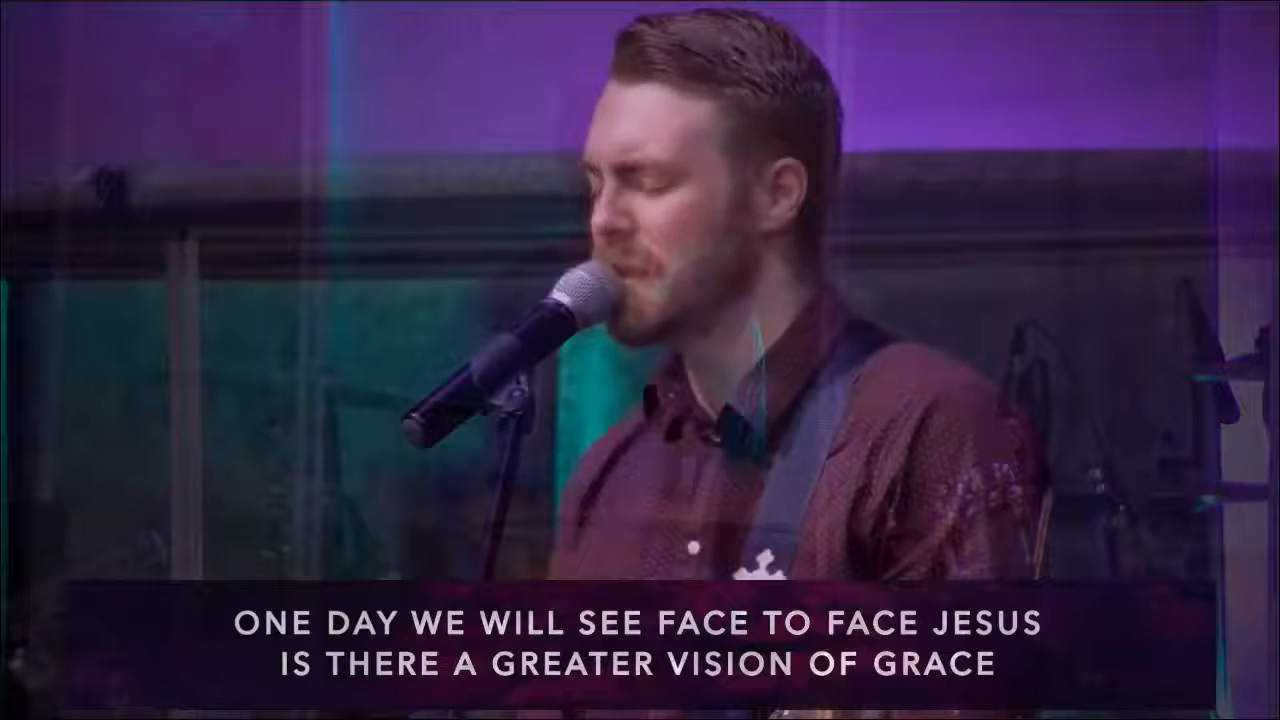 ONE DAY WE WILL SEE FACE TO FACE JESUS
IS THERE A GREATER VISION OF GRACE